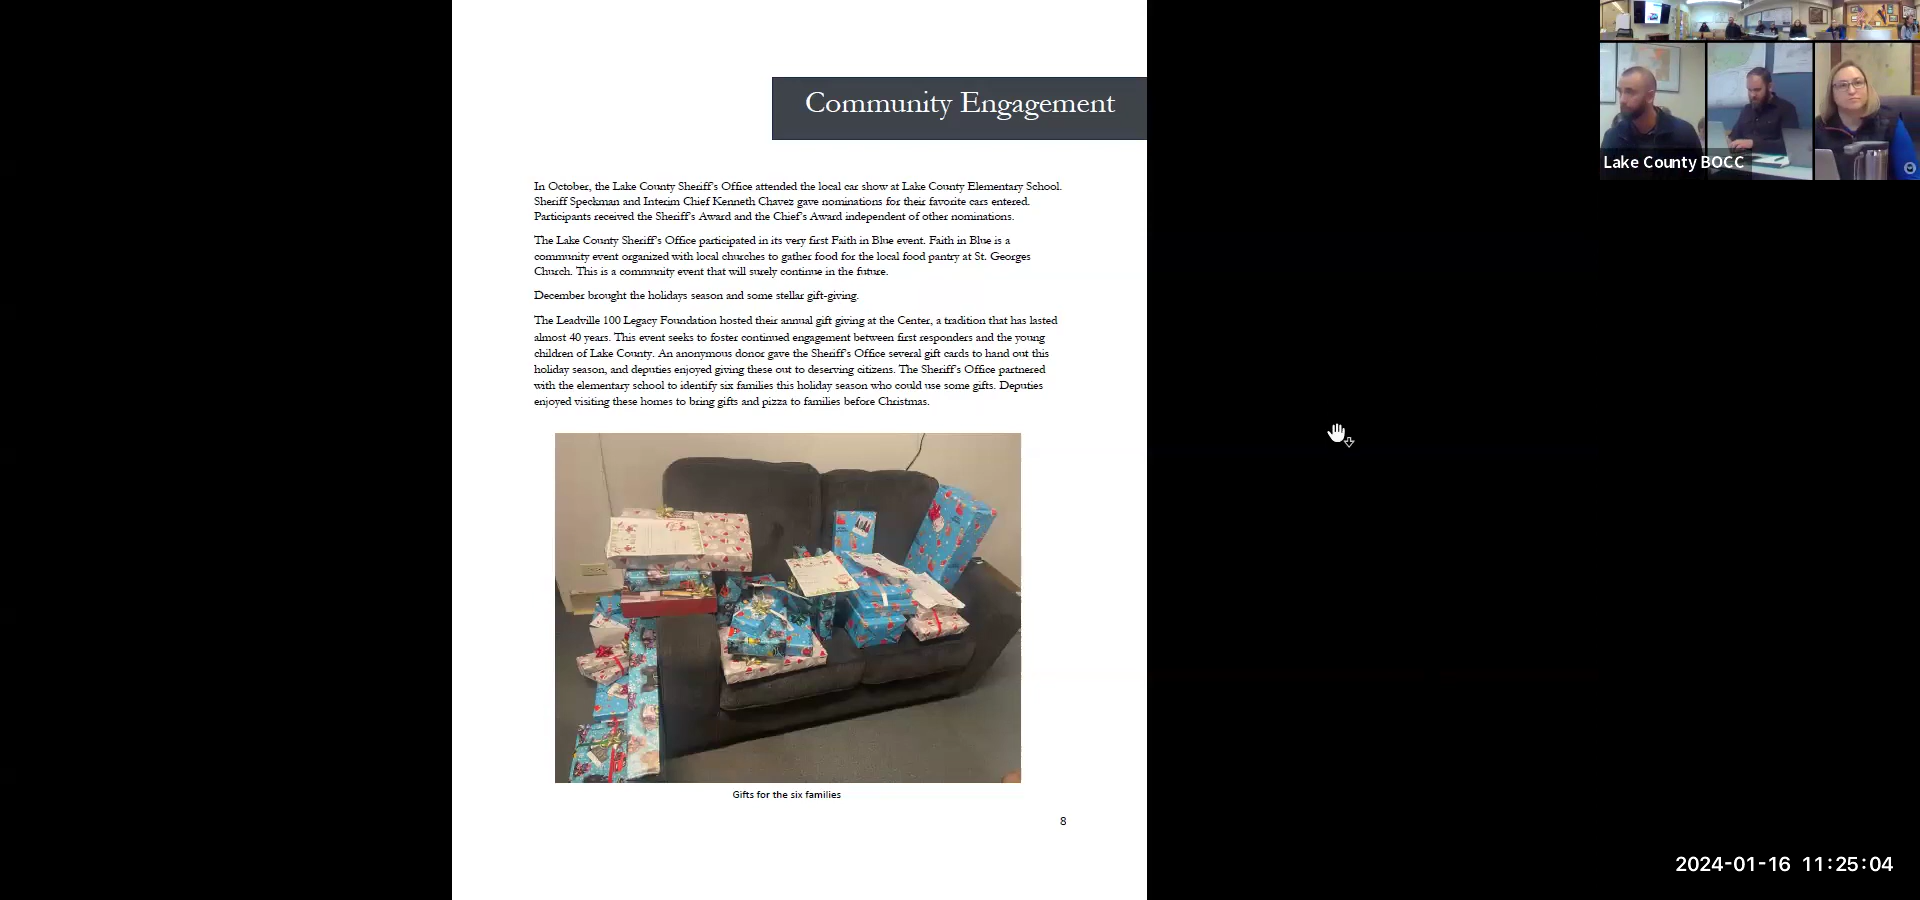 Community Engagement
In October, the Lake County Sheriff's Office attended the local car show at Lake County Elementary School.
Sheriff Speckman and Interim Chief Kenneth Chavez gave nominations for their favorite cars entered.
Participants received the Sheriff's Award and the Chief's Award independent of other nominations.
The Lake County Sheriff's Office participated in its very first Faith in Blue event. Faith in Blue is a
community event organized with local churches to gather food for the local food pantry at St. Georges
Church. This is a community event that will surely continue in the future.
December brought the holidays season and some stellar gift-giving.
The Leadville 100 Legacy Foundation hosted their annual gift giving at the Center, a tradition that has lasted
almost 40 years. This event seeks to foster continued engagement between first responders and the young
children of Lake County. An anonymous donor gave the Sheriff's Office several gift cards to hand out this
holiday season, and deputies enjoyed giving these out to deserving citizens. The Sheriff's Office partnered
with the elementary school to identify six families this holiday season who could use some gifts. Deputies
enjoyed visiting these homes to bring gifts and pizza to families before Christmas.
Gifts for the six families
8
Lake County BOCC
2024-01-16 11:25:04